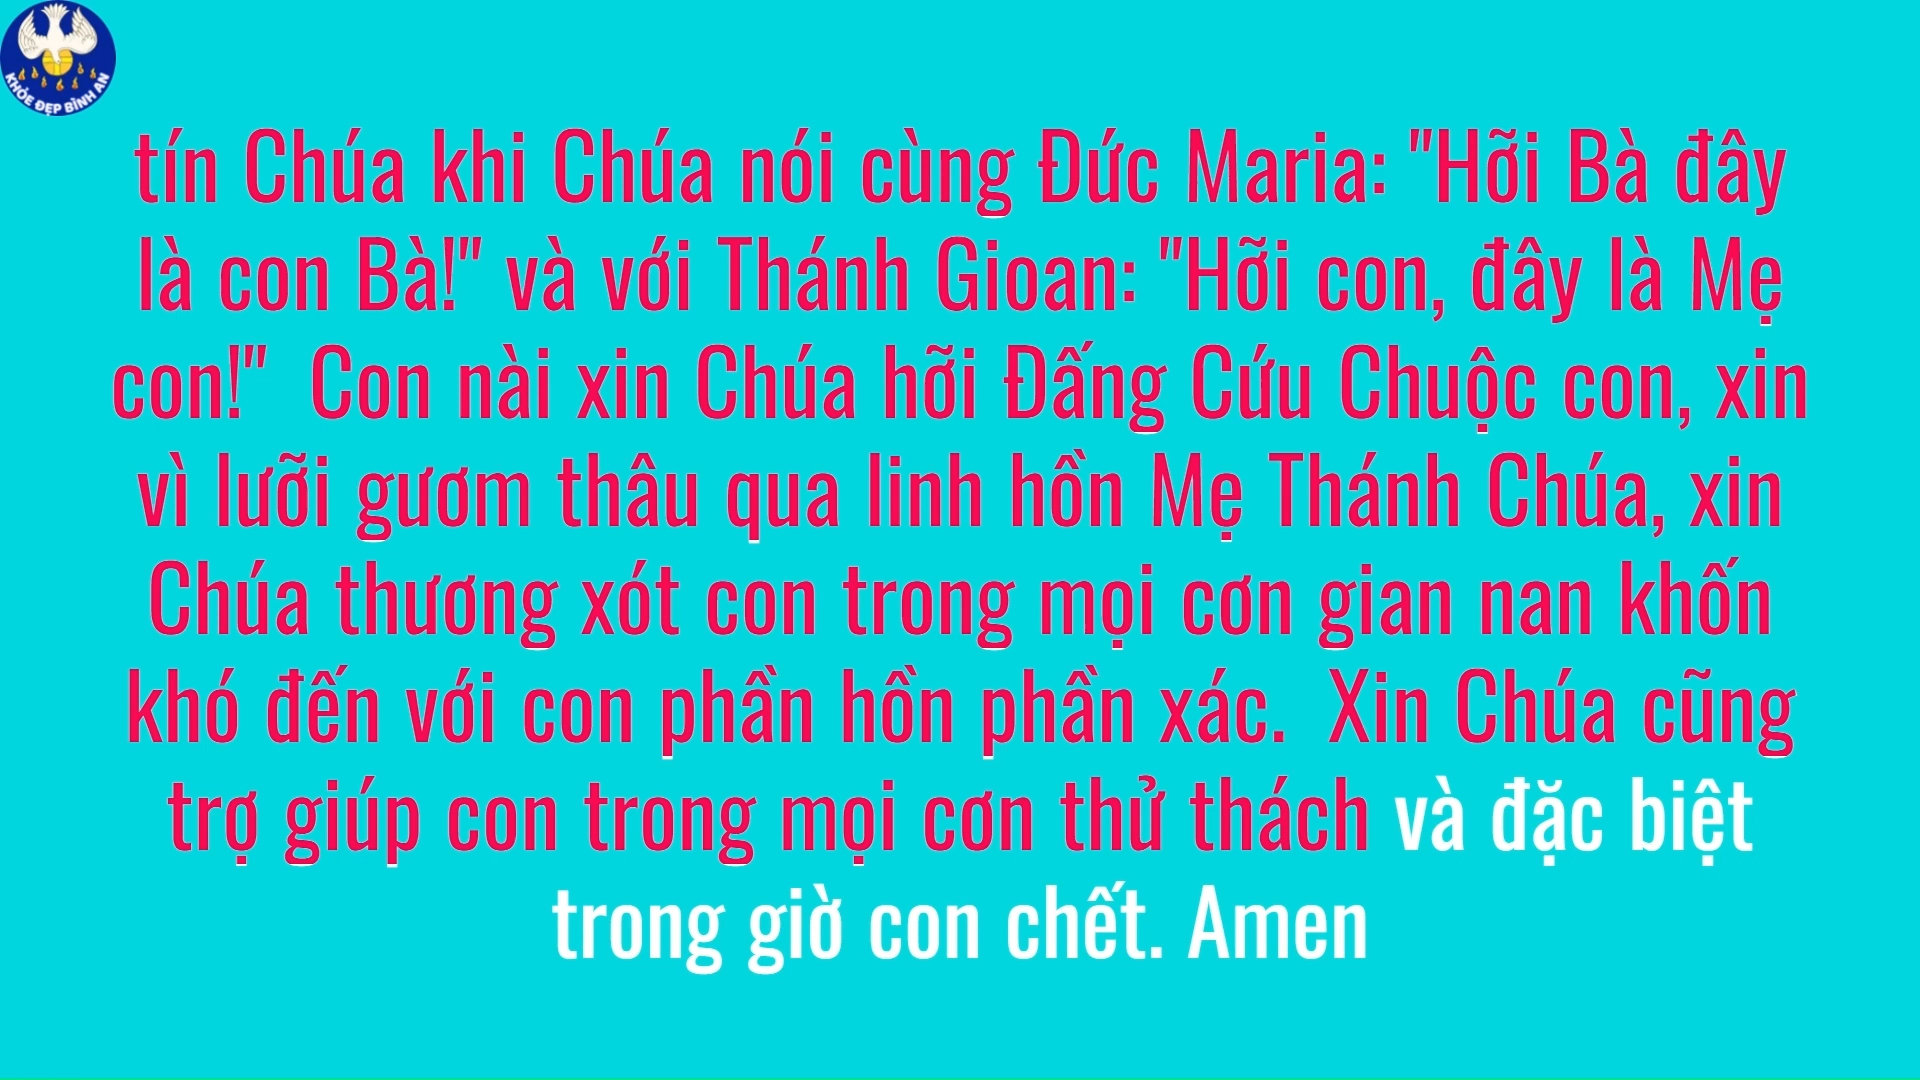 KHỎE ĐẸP BÌNH AN
tín Chúa khi Chúa nói cùng Đức Maria: "Hỡi Bà đây
là con Bà!" và với Thánh Gioan: "Hỡi con, đây là Mẹ
con!"  Con nài xin Chúa hỡi Đấng Cứu Chuộc con, xin
vì lưỡi gươm thâu qua linh hồn Mẹ Thánh Chúa, xin
Chúa thương xót con trong mọi cơn gian nan khốn
khó đến với con phần hồn phần xác.  Xin Chúa cũng
trợ giúp con trong mọi cơn thử thách và đặc biệt
trong giờ con chết. Amen